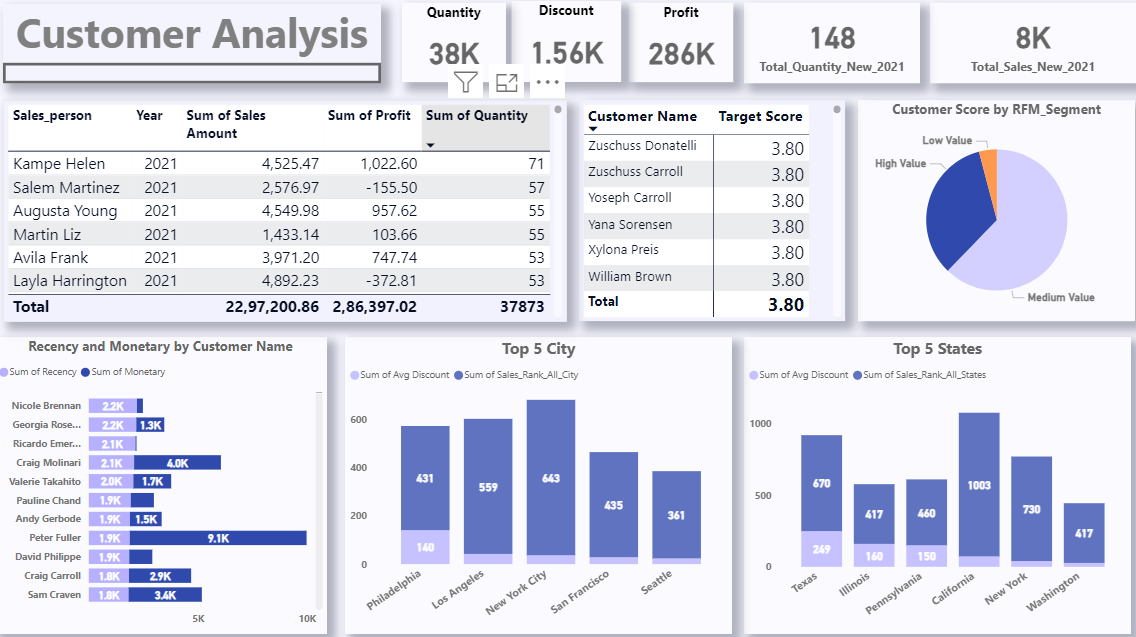 Customer Analysis
Quantity
38K
Discount
1.56K
Profit
286K
148
Total_Quantity_New_2021
8K
Total_Sales_New_2021
Sales_person Year Sum of Sales Amount Sum of Profit Sum of Quantity
Kampe Helen 2021 4,525.47 1,022.60 71
Salem Martinez 2021 2,576.97 -155.50 57
Augusta Young 2021 4,549.98 957.62 55
Martin Liz 2021 1,433.14 103.66 55
Avila Frank 2021 3,971.20 747.74 53
Layla Harrington 2021 4,892.23 -372.81 53
Total 22,97,200.86 2,86,397.02 37873
Customer Name Target Score
Zuschuss Donatelli 3.80
Zuschuss Carroll 3.80
Yoseph Carroll 3.80
Yana Sorensen 3.80
Xylona Preis 3.80
William Brown 3.80
Total 3.80
Customer Score by RFM_Segment
Low Value
High Value
Medium Value
Recency and Monetary by Customer Name
Sum of Recency Sum of Monetary
Nicole Brennan 2.2K
Georgia Rose... 2.2K 1.3K
Ricardo Emer... 2.1K
Craig Molinari 2.1K 4.0K
Valerie Takahito 2.0K 1.7K
Pauline Chand 1.9K
Andy Gerbode 1.9K 1.5K
Peter Fuller 1.9K 9.1K
David Philippe 1.9K
Craig Carroll 1.8K 2.9K
Sam Craven 1.8K 3.4K
5K 10K
Top 5 City
Sum of Avg Discount Sum of Sales_Rank_All_City
600
400
200
0
431 559 643 435 361
140
Philadelphia Los Angeles New York City San Francisco Seattle
Top 5 States
Sum of Avg Discount Sum of Sales_Rank_All_States
1000
500
0
670 417 460 1003 730 417
249 160 150
Texas Illinois Pennsylvania California New York Washington